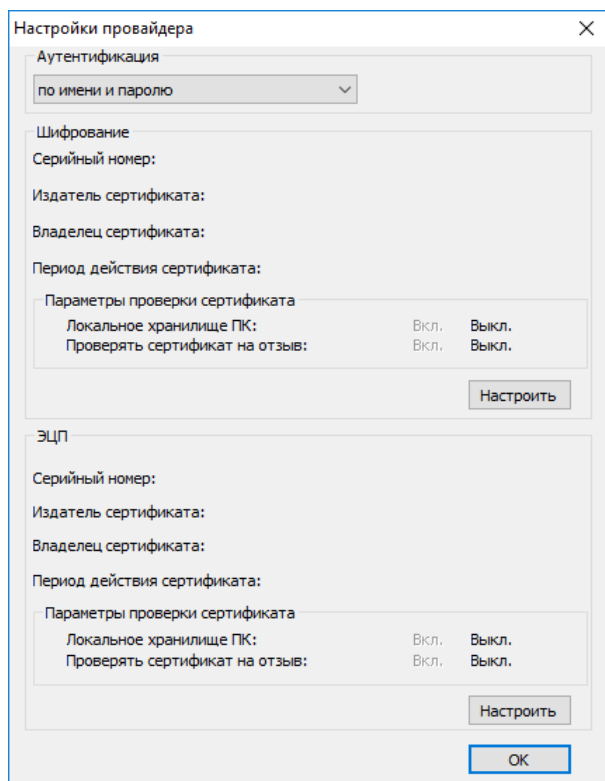 Настройки провайдера
Аутентификация
по имени и паролю
Шифрование
Серийный номер:
Издатель сертификата:
Владелец сертификата:
Период действия сертификата:
Параметры проверки сертификата
Локальное хранилище ПК: Вкл. Выкл.
Проверять сертификат на отзыв: Вкл. Выкл.
Настроить
ЭЦП
Серийный номер:
Издатель сертификата:
Владелец сертификата:
Период действия сертификата:
Параметры проверки сертификата
Локальное хранилище ПК: Вкл. Выкл.
Проверять сертификат на отзыв: Вкл. Выкл.
Настроить
ОК